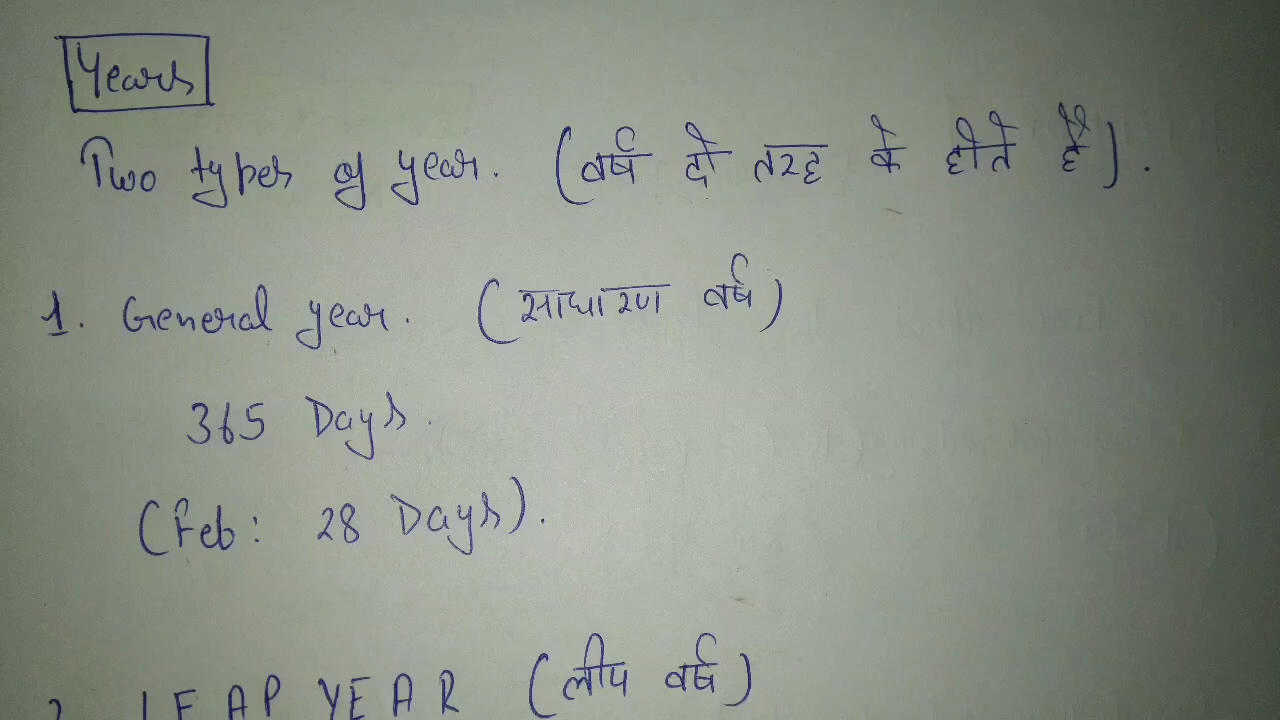 Years
Two types of year. (वर्ष दो तरह के होते हैं).
1. General year. (साधारण वर्ष)
365 Days.
(Feb: 28 Days).
2. LEAP YEAR (लीप वर्ष)